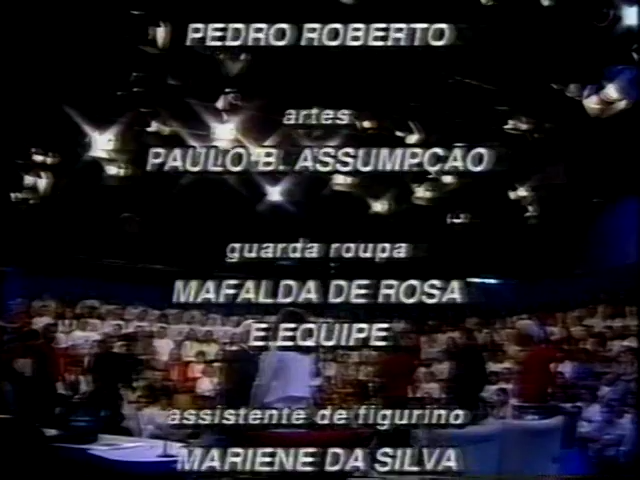 PEDRO ROBERTO
artes
PAULO B. ASSUMPÇÃO
guarda roupa
MAFALDA DE ROSA
E EQUIPE
assistente de figurino
MARIENE DA SILVA